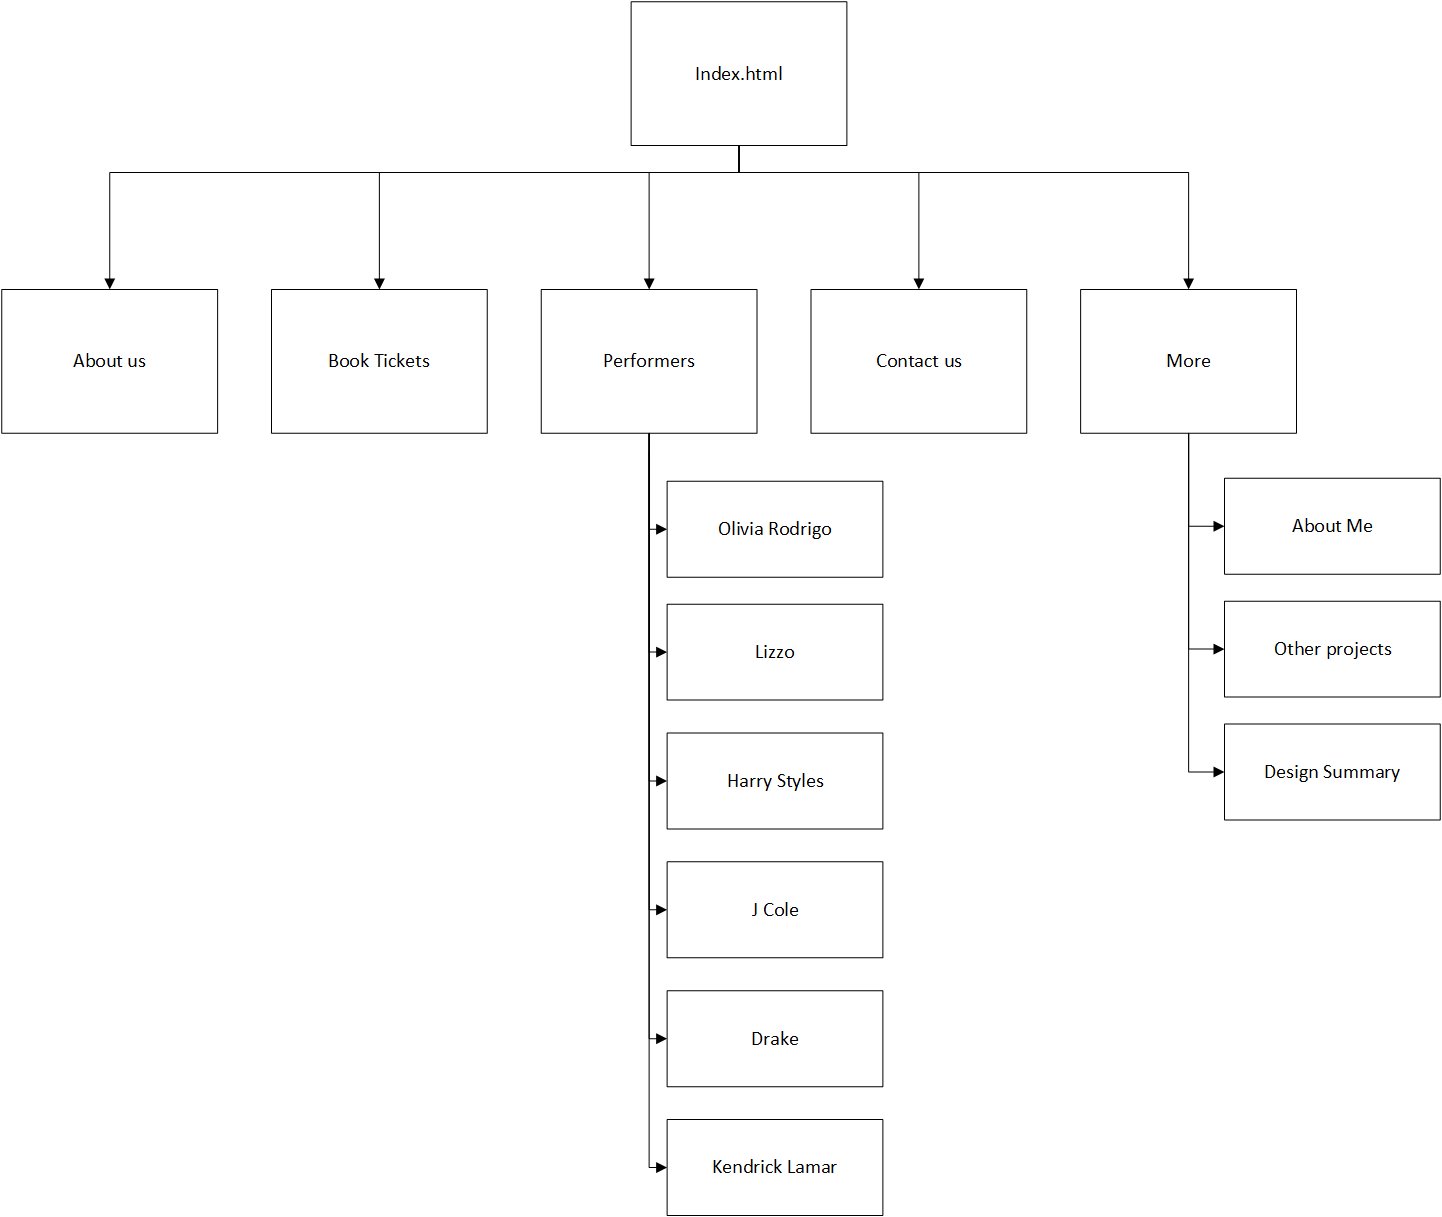 Index.html
About us
Book Tickets
Performers
Contact us
More
Olivia Rodrigo
Lizzo
Harry Styles
J Cole
Drake
Kendrick Lamar
About Me
Other projects
Design Summary